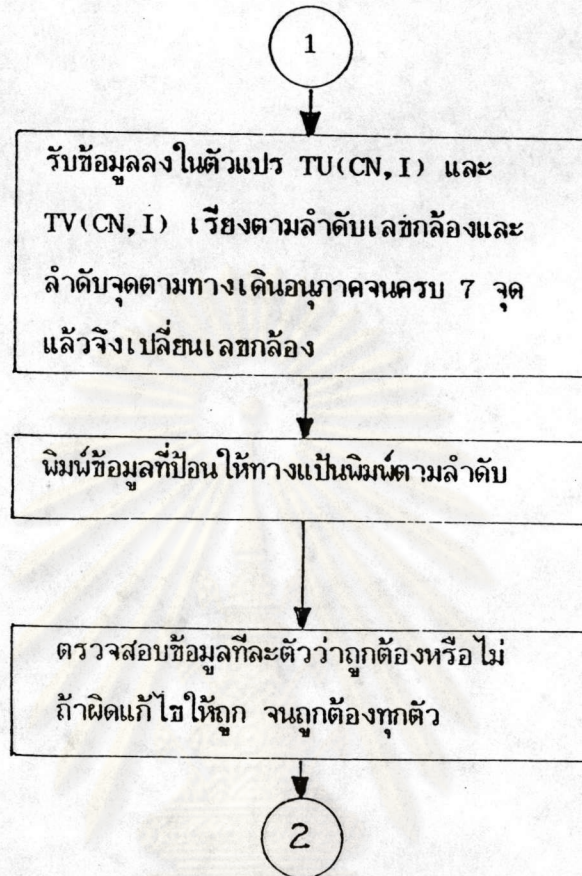 1
รับข้อมูลลงในตัวแปร TU(CN,I) และ
TV(CN,I) เรียงตามลำดับเลขกล้องและ
ลำดับจุดตามทางเดินอนุภาคจนครบ 7 จุด
แล้วจึงเปลี่ยนเลขกล้อง
พิมพ์ข้อมูลที่ป้อนให้ทางแป้นพิมพ์ตามลำดับ
ตรวจสอบข้อมูลทีละตัวว่าถูกต้องหรือไม่
ถ้าผิดแก้ไขให้ถูก จนถูกต้องทุกตัว
2